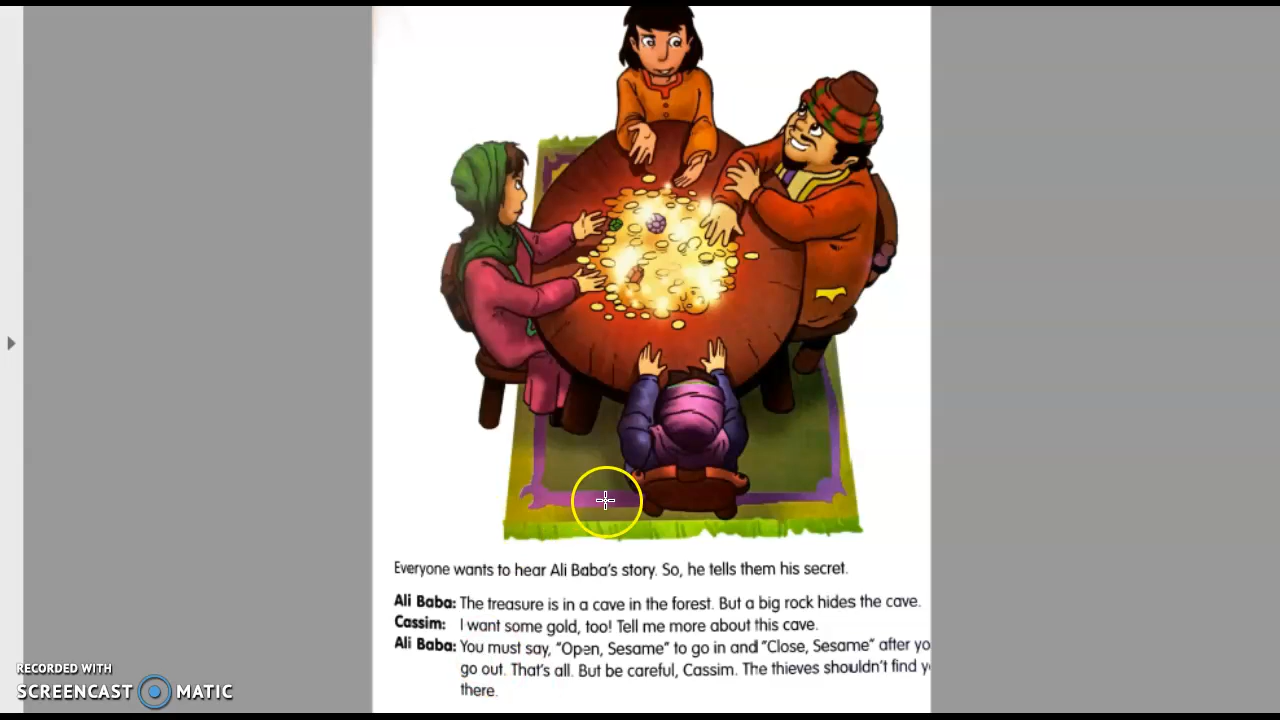 Everyone wants to hear Ali Baba's story. So, he tells them his secret.
Ali Baba: The treasure is in a cave in the forest. But a big rock hides the cave.
Cassim: I want some gold, too! Tell me more about this cave.
Ali Baba: You must say, "Open, Sesame" to go in and "Close, Sesame" after yo
go out. That's all. But be careful, Cassim. The thieves shouldn't find y
there.
RECORDED WITH
SCREENCAST MATIC